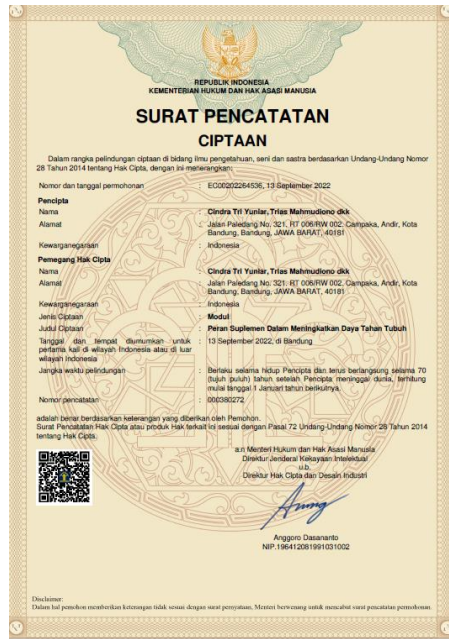 REPUBLIK INDONESIA
KEMENTERIAN HUKUM DAN HAK ASASI MANUSIA
SURAT PENCATATAN
CIPTAAN
Dalam rangka pelindungan ciptaan di bidang ilmu pengetahuan, seni dan sastra berdasarkan Undang-Undang Nomor
28 Tahun 2014 tentang Hak Cipta, dengan ini menerangkan:
Nomor dan tanggal permohonan : EC00202264536, 13 September 2022
Pencipta
Nama : Cindra Tri Yuniar, Trias Mahmudiono dkk
Alamat : Jalan Paledang No. 321, RT 006/RW 002, Campaka, Andir, Kota
Bandung, Bandung, JAWA BARAT, 40181
Kewarganegaraan : Indonesia
Pemegang Hak Cipta
Nama : Cindra Tri Yuniar, Trias Mahmudiono dkk
Alamat : Jalan Paledang No. 321, RT 006/RW 002, Campaka, Andir, Kota
Bandung, Bandung, JAWA BARAT, 40181
Kewarganegaraan : Indonesia
Jenis Ciptaan : Modul
Judul Ciptaan : Peran Suplemen Dalam Meningkatkan Daya Tahan Tubuh
Tanggal dan tempat diumumkan untuk : 13 September 2022, di Bandung
pertama kali di wilayah Indonesia atau di luar
wilayah Indonesia
Jangka waktu pelindungan : Berlaku selama hidup Pencipta dan terus berlangsung selama 70
(tujuh puluh) tahun setelah Pencipta meninggal dunia, terhitung
mulai tanggal 1 Januari tahun berikutnya.
Nomor pencatatan : 000380272
adalah benar berdasarkan keterangan yang diberikan oleh Pemohon.
Surat Pencatatan Hak Cipta atau produk Hak terkait ini sesuai dengan Pasal 72 Undang-Undang Nomor 28 Tahun 2014
tentang Hak Cipta.
a.n Menteri Hukum dan Hak Asasi Manusia
Direktur Jenderal Kekayaan Intelektual
u.b.
Direktur Hak Cipta dan Desain Industri
Anggoro Dasananto
NIP.196412081991031002
Disclaimer:
Dalam hal pemohon memberikan keterangan tidak sesuai dengan surat pernyataan, Menteri berwenang untuk mencabut surat pencatatan permohonan.